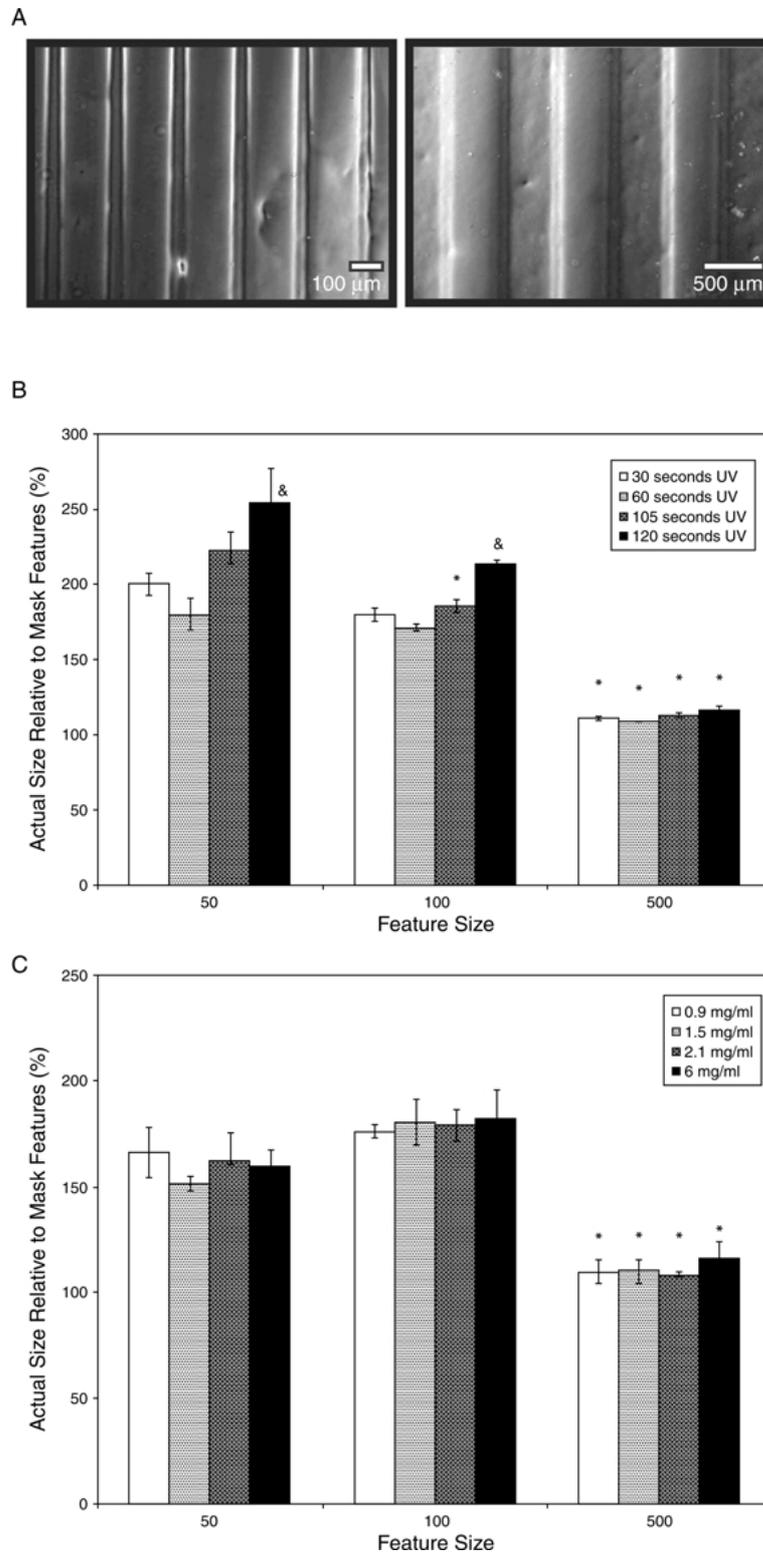 A
100 μm
500 μm
B
Actual Size Relative to Mask Features (%)
300
250
200
150
100
50
0
&
*
&
*
*
*
*
30 seconds UV
60 seconds UV
105 seconds UV
120 seconds UV
50
100
500
Feature Size
C
Actual Size Relative to Mask Features (%)
250
200
150
100
50
0
*
*
*
*
0.9 mg/ml
1.5 mg/ml
2.1 mg/ml
6 mg/ml
50
100
500
Feature Size